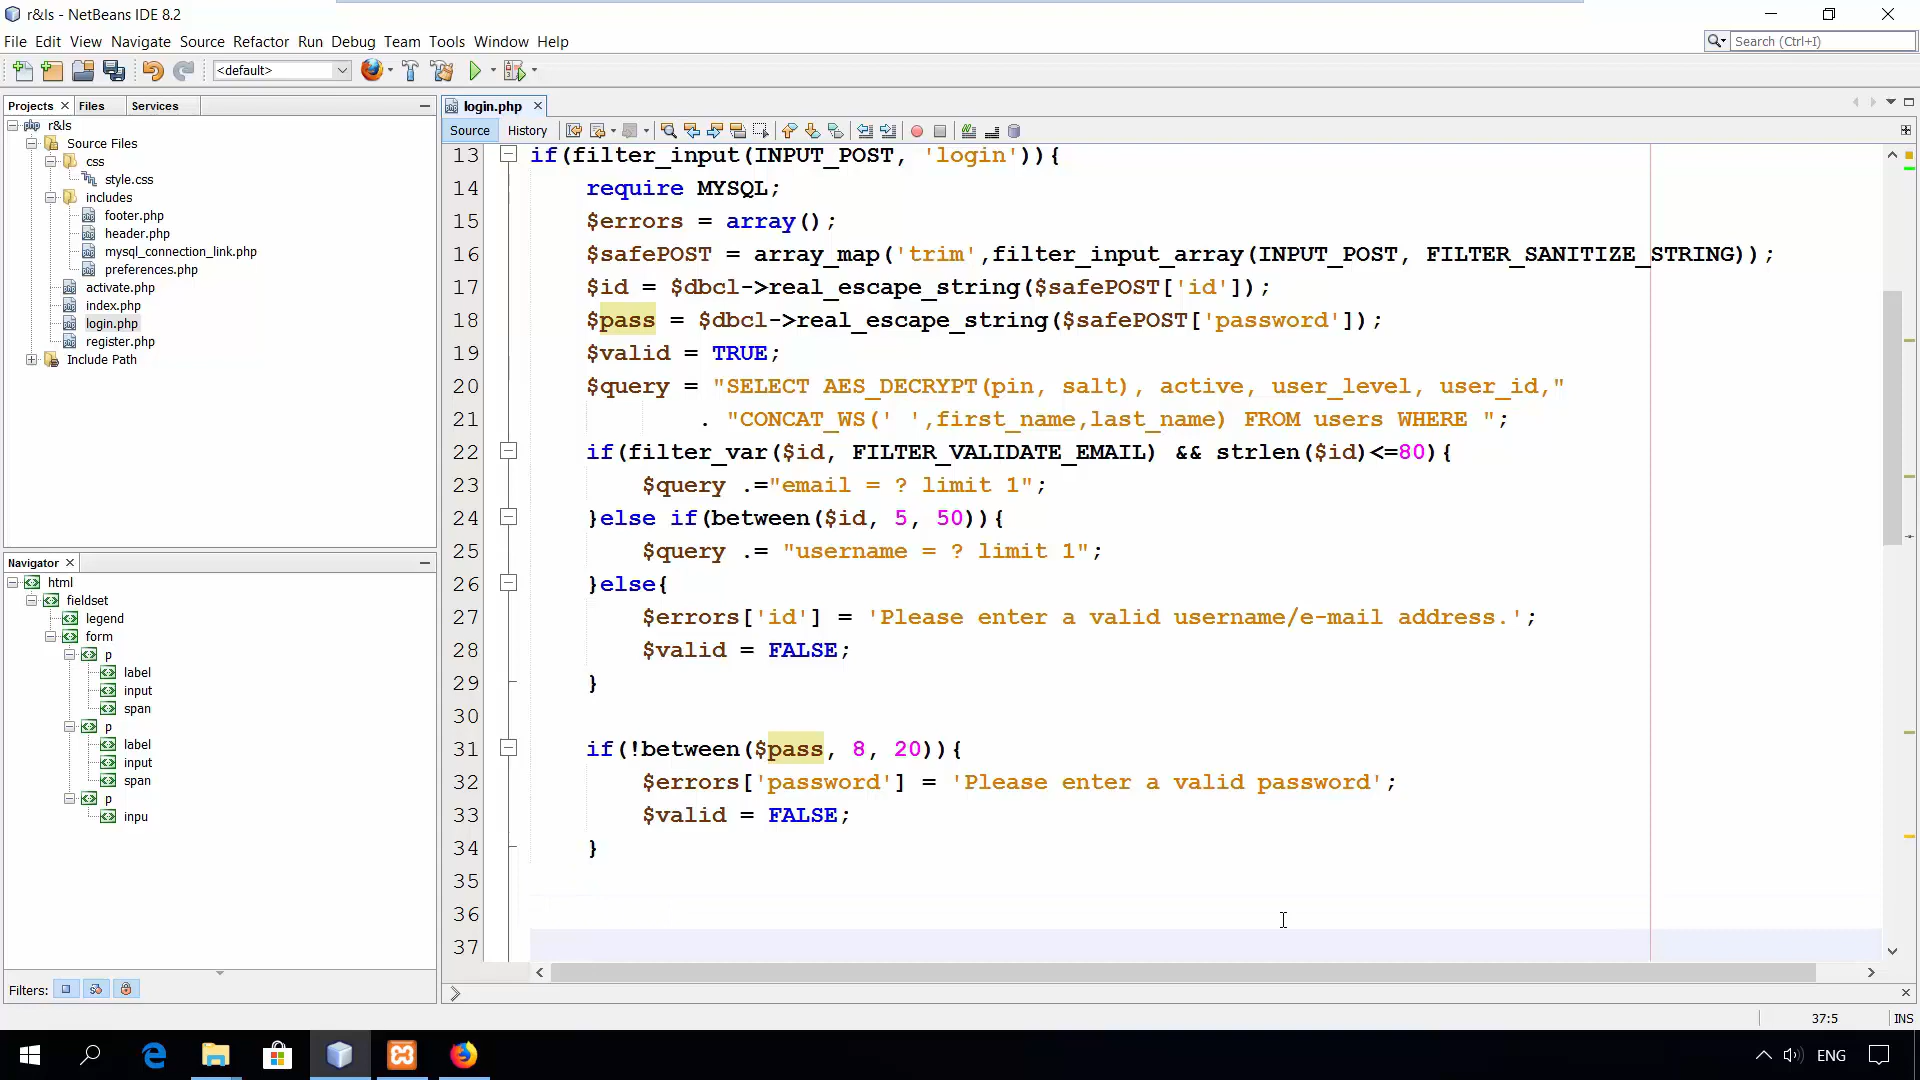 r&ls - NetBeans IDE 8.2
File Edit View Navigate Source Refactor Run Debug Team Tools Window Help
Search (Ctrl+I)
<default>
Projects Files Services
r&ls
Source Files
css
style.css
includes
footer.php
header.php
mysql_connection_link.php
preferences.php
activate.php
index.php
login.php
register.php
Include Path
Navigator
html
fieldset
legend
form
p
label
input
span
p
label
input
span
p
inpu
Filters:
login.php
Source History
13 if(filter_input(INPUT_POST, 'login')){
14 require MYSQL;
15 $errors = array();
16 $safePOST = array_map('trim',filter_input_array(INPUT_POST, FILTER_SANITIZE_STRING));
17 $id = $dbcl->real_escape_string($safePOST['id']);
18 $pass = $dbcl->real_escape_string($safePOST['password']);
19 $valid = TRUE;
20 $query = "SELECT AES_DECRYPT(pin, salt), active, user_level, user_id,"
21 . "CONCAT_WS(' ',first_name,last_name) FROM users WHERE ";
22 if(filter_var($id, FILTER_VALIDATE_EMAIL) && strlen($id)<=80){
23 $query .="email = ? limit 1";
24 }else if(between($id, 5, 50)){
25 $query .= "username = ? limit 1";
26 }else{
27 $errors['id'] = 'Please enter a valid username/e-mail address.';
28 $valid = FALSE;
29 }
30
31 if(!between($pass, 8, 20)){
32 $errors['password'] = 'Please enter a valid password';
33 $valid = FALSE;
34 }
35
36
37
37:5 INS
ENG